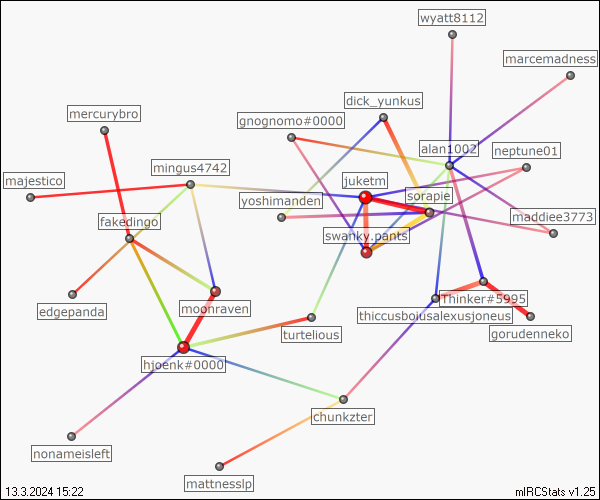 wyatt8112
marcemadness
dick_yunkus
mercurybro
gnognomo#0000
alan1002
neptune01
mingus4742
majestico
juketm
sorapie
yoshimanden
maddiee3773
fakedingo
swanky.pants
Thinker#5995
edgepanda
moonraven
thiccusboiusalexusjoneus
turtelious
gorudenneko
hjoenk#0000
chunkzter
nonameisleft
mattnesslp
13.3.2024 15:22
mIRCStats v1.25